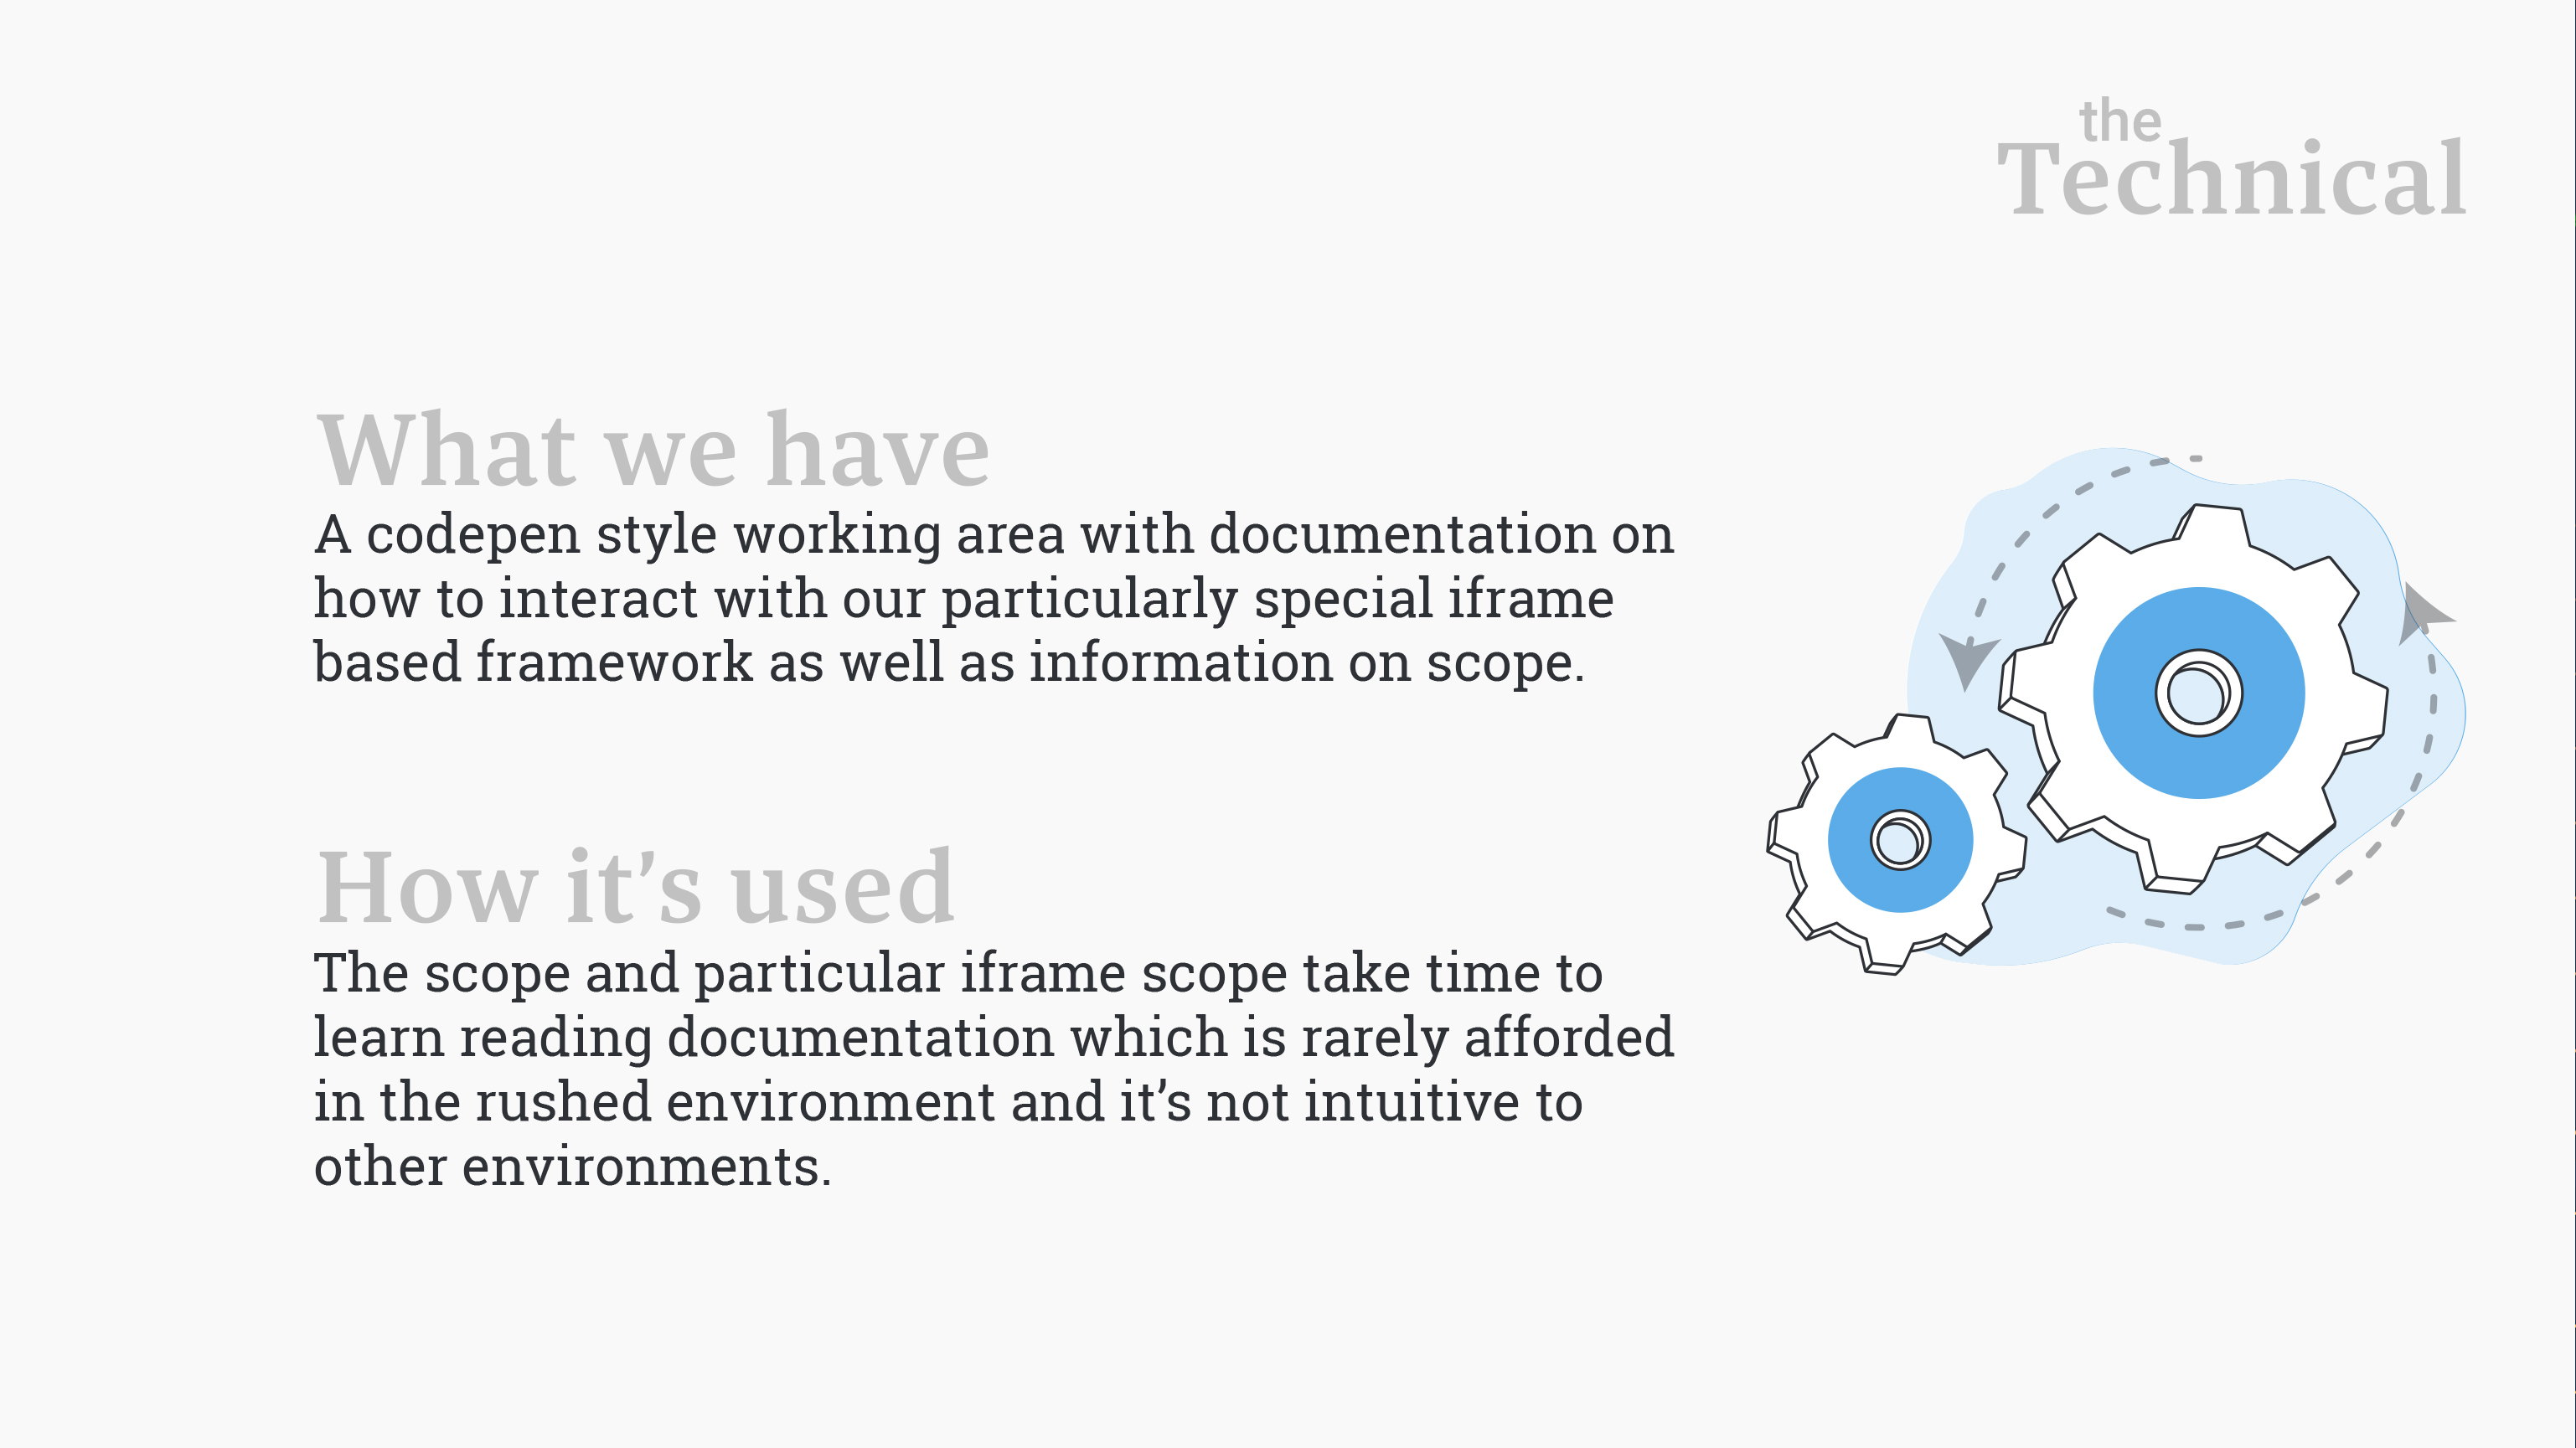 the
Technical
What we have
A codepen style working area with documentation on
how to interact with our particularly special iframe
based framework as well as information on scope.
How it’s used
The scope and particular iframe scope take time to
learn reading documentation which is rarely afforded
in the rushed environment and it’s not intuitive to
other environments.